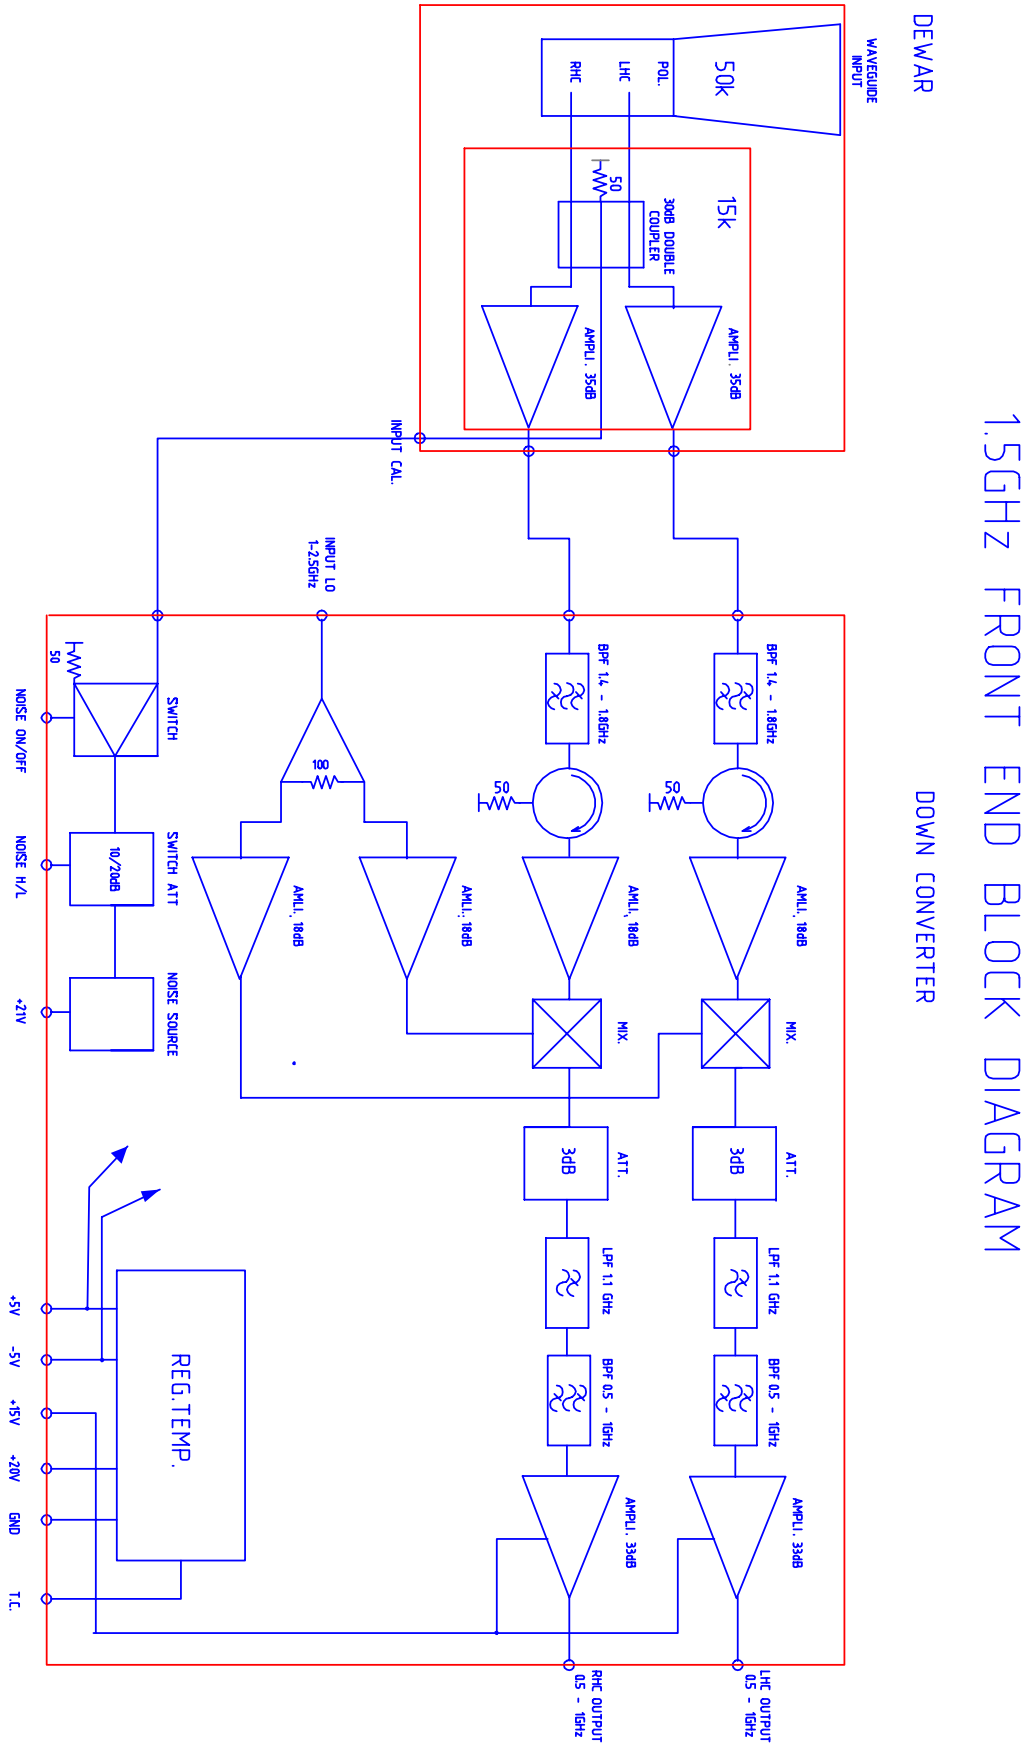 1.5GHZ FRONT END BLOCK DIAGRAM
DEWAR
DOWN CONVERTER
WAVEGUIDE
INPUT
50k
POL.
LHC
RHC
15k
50
30dB DOUBLE
COUPLER
AMPLI. 35dB
AMPLI. 35dB
INPUT CAL.
INPUT LO
1-2.5GHz
BPF 1.4 - 1.8GHz
50
AMLI, 18dB
MIX.
ATT.
3dB
LPF 1.1 GHz
BPF 0.5 - 1GHz
AMPLI. 33dB
LHC OUTPUT
0.5 - 1GHz
BPF 1.4 - 1.8GHz
50
AMLI, 18dB
MIX.
ATT.
3dB
LPF 1.1 GHz
BPF 0.5 - 1GHz
AMPLI. 33dB
RHC OUTPUT
0.5 - 1GHz
100
AMLI.; 18dB
AMLI, 18dB
50
SWITCH
SWITCH ATT
10/20dB
NOISE SOURCE
REG.TEMP.
NOISE ON/OFF
NOISE H/L
+21V
+5V
-5V
+15V
+20V
GND
T.C.